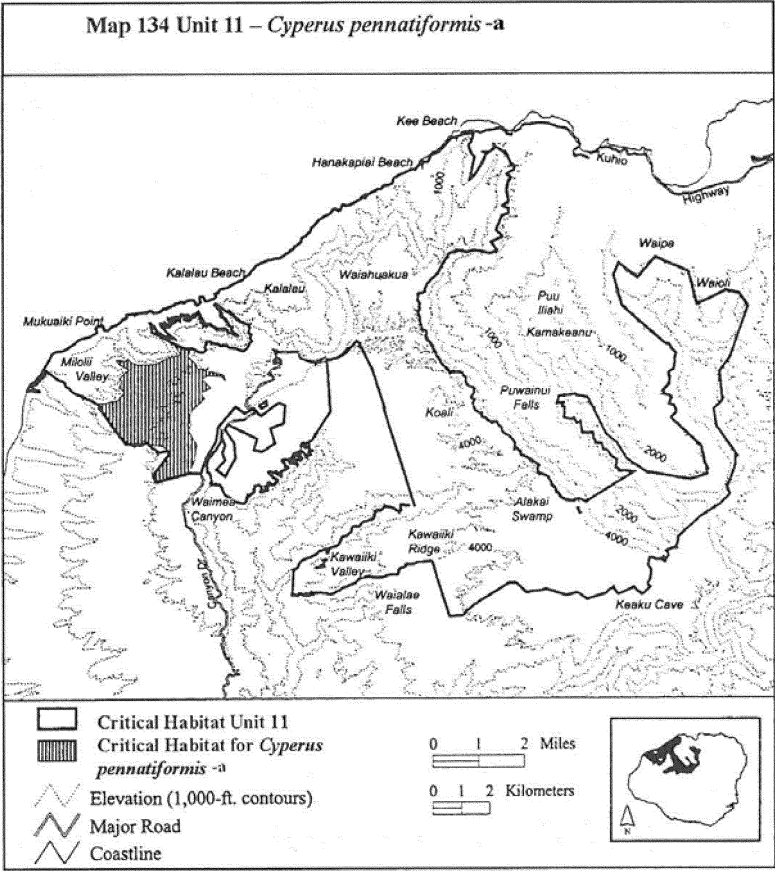 Map 134 Unit 11 – Cyperus pennatiformis -a
Kee Beach
Hanakapiai Beach
Kuhio
Highway
1000
Waipa
Kalalau Beach
Waiahuakua
Waioli
Kalalau
Puu
Iliahi
Mukuaiki Point
Kamakeanu
1000
1000
Milolii
Valley
Puwainui
Falls
Koali
4000
2000
Waimea
Canyon
Alakai
Swamp
2000
4000
Kawaiiki
Ridge
4000
Kawaiiki
Valley
Canyon
Waialae
Falls
Keaku Cave
Critical Habitat Unit 11
Critical Habitat for Cyperus
pennatiformis -a
Elevation (1,000-ft. contours)
Major Road
Coastline
0 1 2 Miles
0 1 2 Kilometers
N